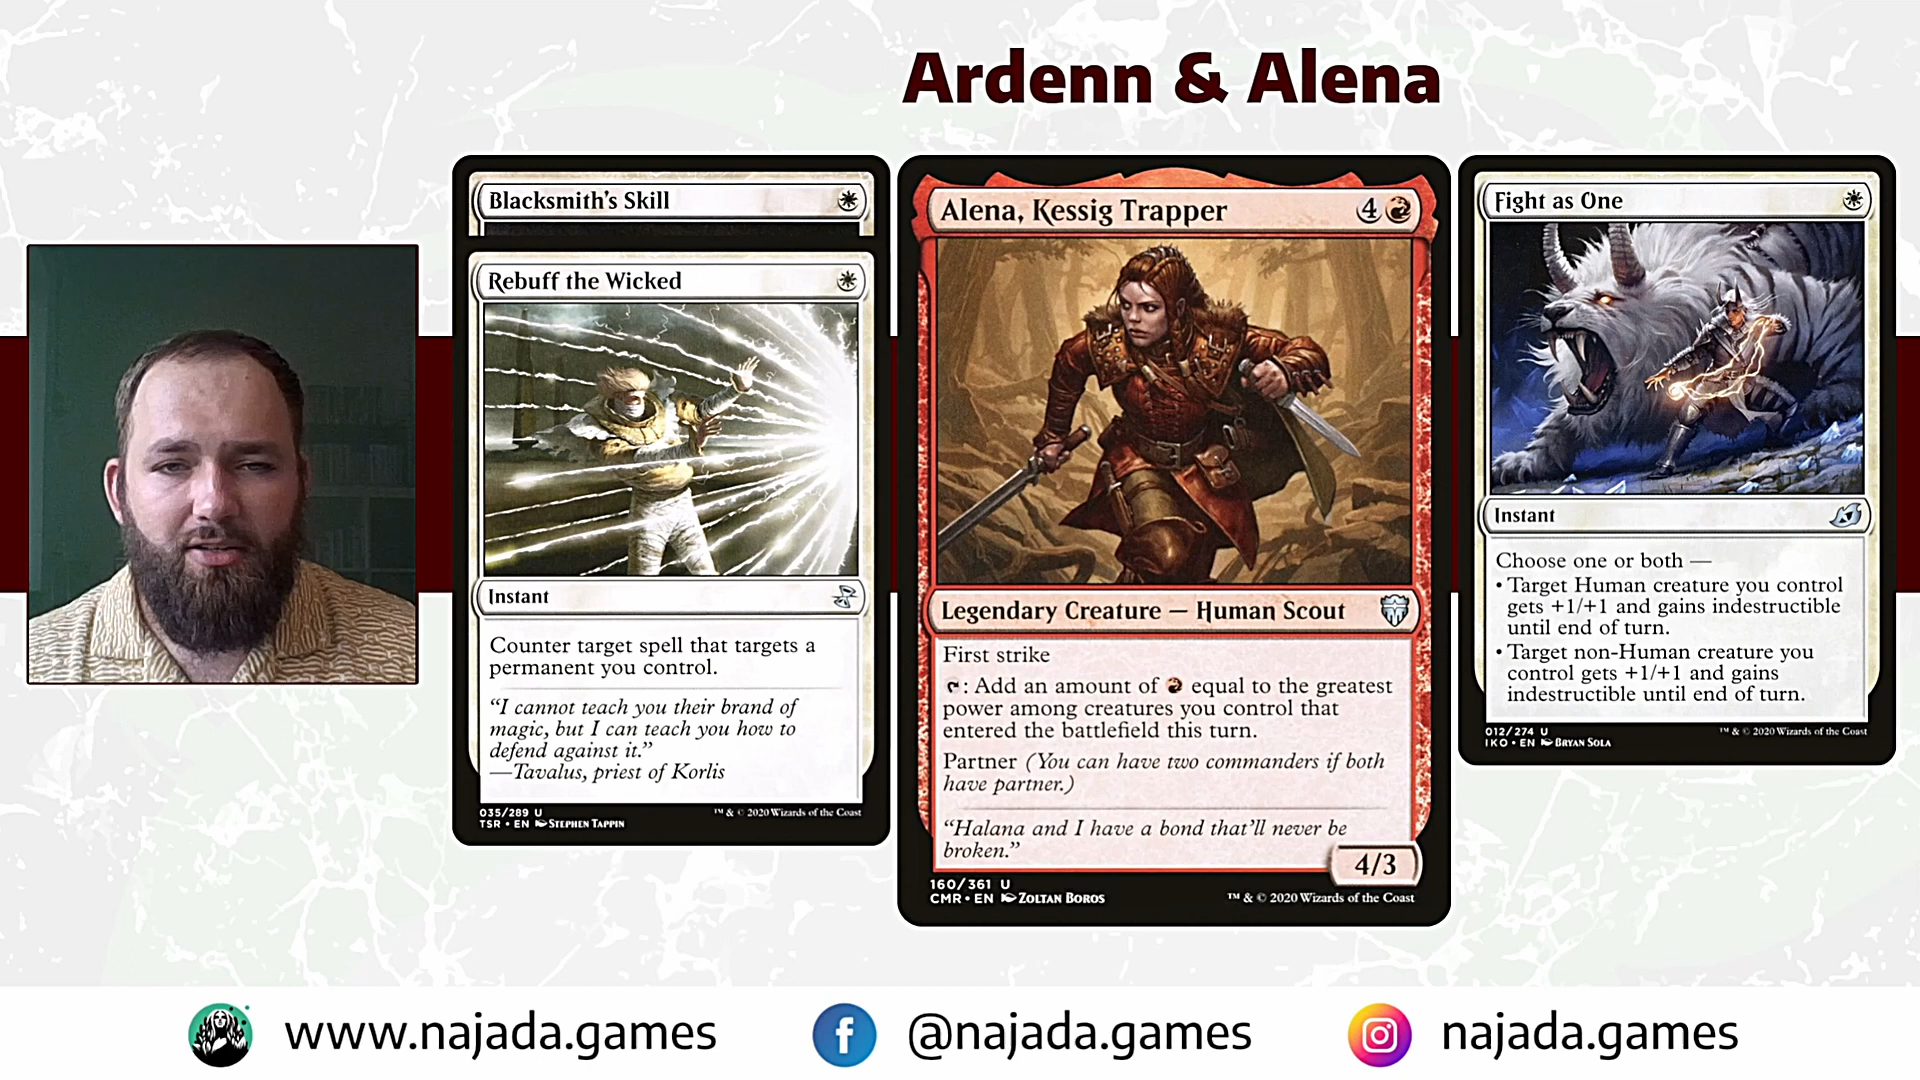 Ardenn & Alena
Blacksmith's Skill
Rebuff the Wicked
Instant
Counter target spell that targets a
permanent you control.
“I cannot teach you their brand of
magic, but I can teach you how to
defend against it.”
—Tavalus, priest of Korlis
035/289 U
TSR • EN STEPHEN TAPPIN
™ & © 2020 Wizards of the Coast
Alena, Kessig Trapper 4
Legendary Creature — Human Scout
First strike
: Add an amount of equal to the greatest
power among creatures you control that
entered the battlefield this turn.
Partner (You can have two commanders if both
have partner.)
“Halana and I have a bond that'll never be
broken.”
4/3
160/361 U
CMR • EN ZOLTAN BOROS
™ & © 2020 Wizards of the Coast
Fight as One
Instant
Choose one or both —
• Target Human creature you control
gets +1/+1 and gains indestructible
until end of turn.
• Target non-Human creature you
control gets +1/+1 and gains
indestructible until end of turn.
012/274 U
IKO • EN BRYAN SOLA
™ & © 2020 Wizards of the Coast
www.najada.games
@najada.games
najada.games